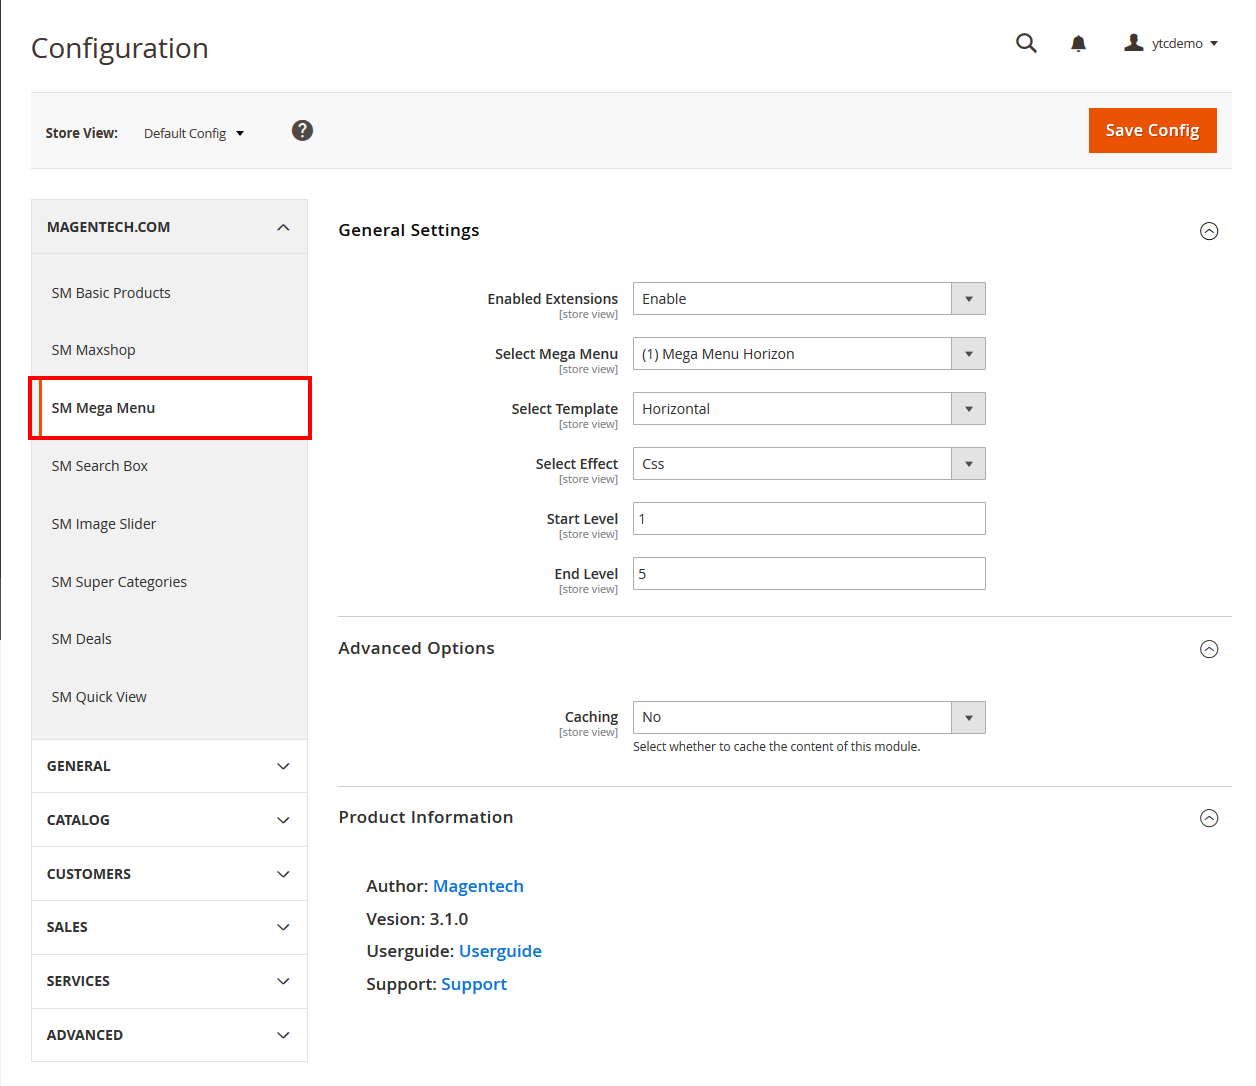 Configuration
ytcdemo
Store View: Default Config ?
Save Config
MAGENTECH.COM
SM Basic Products
SM Maxshop
SM Mega Menu
SM Search Box
SM Image Slider
SM Super Categories
SM Deals
SM Quick View
GENERAL
CATALOG
CUSTOMERS
SALES
SERVICES
ADVANCED
General Settings
Enabled Extensions Enable
[store view]
Select Mega Menu (1) Mega Menu Horizon
[store view]
Select Template Horizontal
[store view]
Select Effect Css
[store view]
Start Level 1
[store view]
End Level 5
[store view]
Advanced Options
Caching No
[store view]
Select whether to cache the content of this module.
Product Information
Author: Magentech
Vesion: 3.1.0
Userguide: Userguide
Support: Support